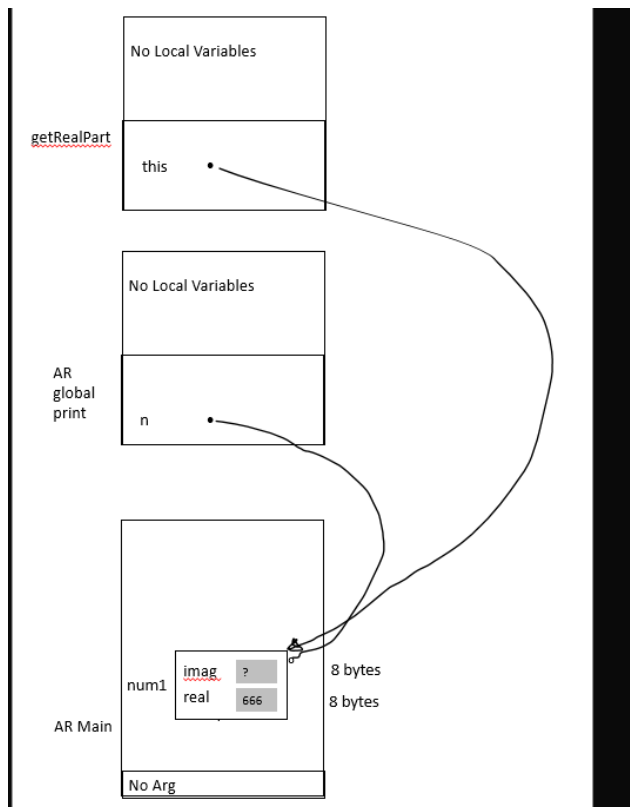 No Local Variables
getRealPart
this
No Local Variables
AR
global
print
n
imag ?
8 bytes
num1
real 666
8 bytes
AR Main
No Arg